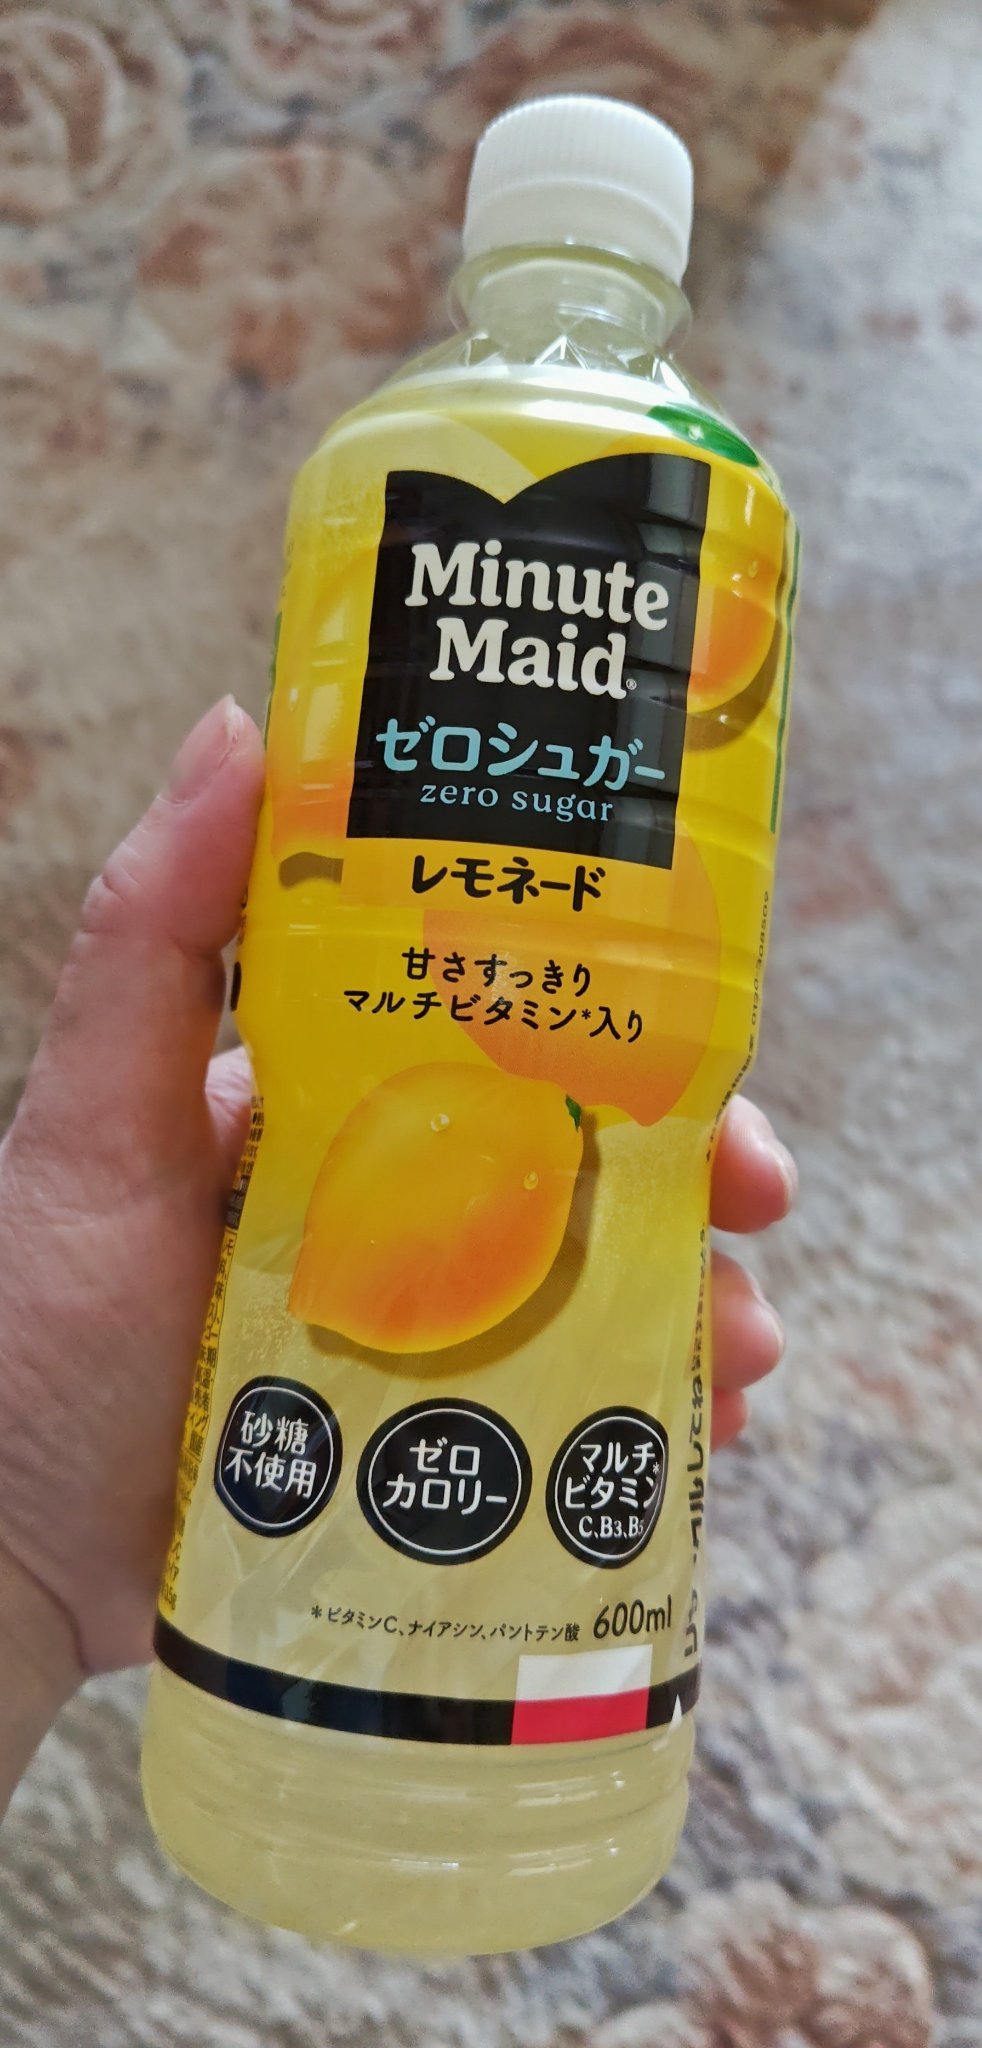 Minute
Maid®
ゼロシュガー
zero sugar
レモネード
甘さすっきり
マルチビタミン*入り
砂糖
不使用
ゼロ
カロリー
マルチ*
ビタミン
C、B3、B5
*ビタミンC、ナイアシン、パントテン酸 600ml